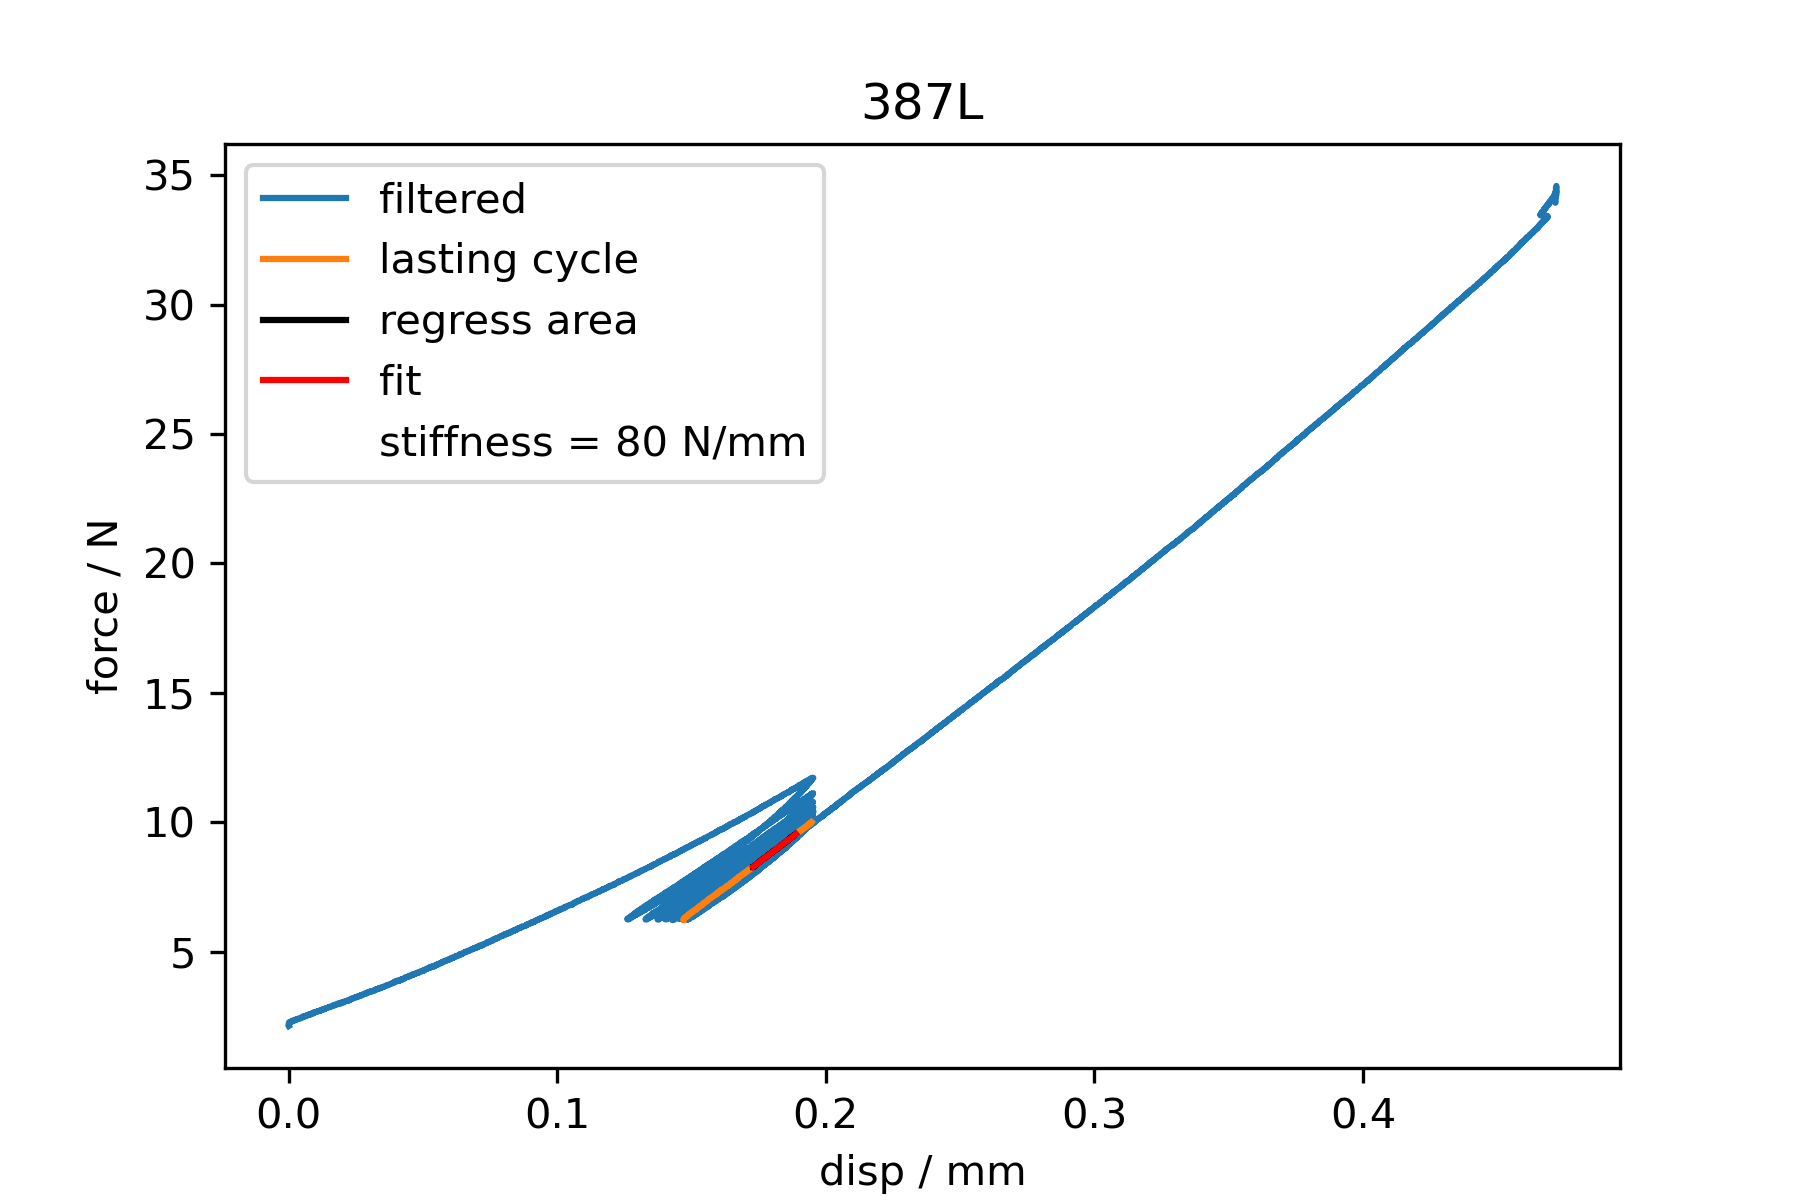 387L
35
30
25
20
15
10
5
force / N
filtered
lasting cycle
regress area
fit
stiffness = 80 N/mm
0.0 0.1 0.2 0.3 0.4
disp / mm